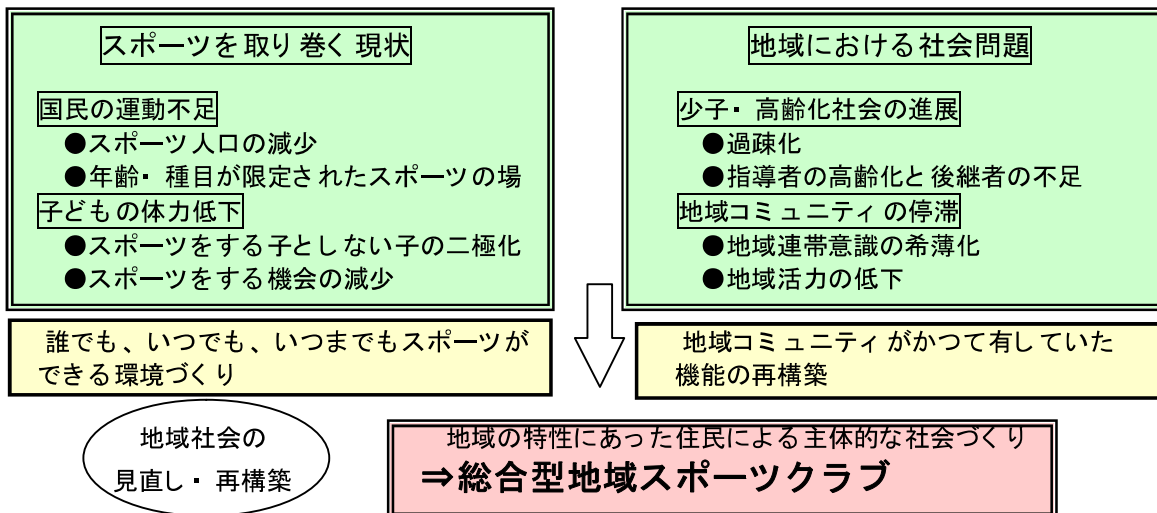 スポーツを取り巻く現状
国民の運動不足
●スポーツ人口の減少
●年齢・種目が限定されたスポーツの場
子どもの体力低下
●スポーツをする子としない子の二極化
●スポーツをする機会の減少
地域における社会問題
少子・高齢化社会の進展
●過疎化
●指導者の高齢化と後継者の不足
地域コミュニティの停滞
●地域連帯意識の希薄化
●地域活力の低下
誰でも、いつでも、いつまでもスポーツが
できる環境づくり
地域コミュニティがかつて有していた
機能の再構築
地域社会の
見直し・再構築
地域の特性にあった住民による主体的な社会づくり
⇒総合型地域スポーツクラブ